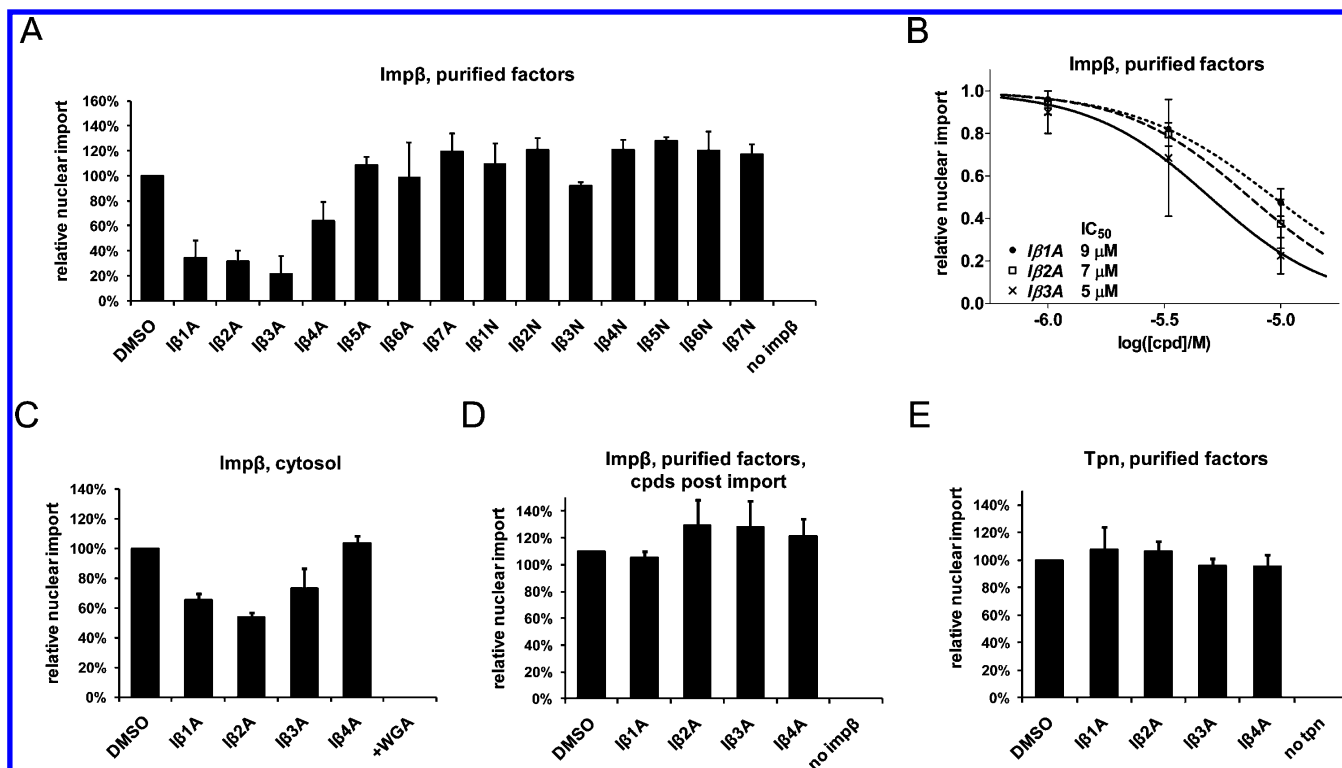 A
Impβ, purified factors
relative nuclear import
160%
140%
120%
100%
80%
60%
40%
20%
0%
DMSO
Iβ1A
Iβ2A
Iβ3A
Iβ4A
Iβ5A
Iβ6A
Iβ7A
Iβ1N
Iβ2N
Iβ3N
Iβ4N
Iβ5N
Iβ6N
Iβ7N
no impβ
B
Impβ, purified factors
relative nuclear import
1.0
0.8
0.6
0.4
0.2
0.0
IC50
Iβ1A 9 μM
Iβ2A 7 μM
Iβ3A 5 μM
-6.0
-5.5
-5.0
log([cpd]/M)
C
Impβ, cytosol
relative nuclear import
140%
120%
100%
80%
60%
40%
20%
0%
DMSO
Iβ1A
Iβ2A
Iβ3A
Iβ4A
+WGA
D
Impβ, purified factors,
cpds post import
relative nuclear import
140%
120%
100%
80%
60%
40%
20%
0%
DMSO
Iβ1A
Iβ2A
Iβ3A
Iβ4A
no impβ
E
Tpn, purified factors
relative nuclear import
140%
120%
100%
80%
60%
40%
20%
0%
DMSO
Iβ1A
Iβ2A
Iβ3A
Iβ4A
no tpn